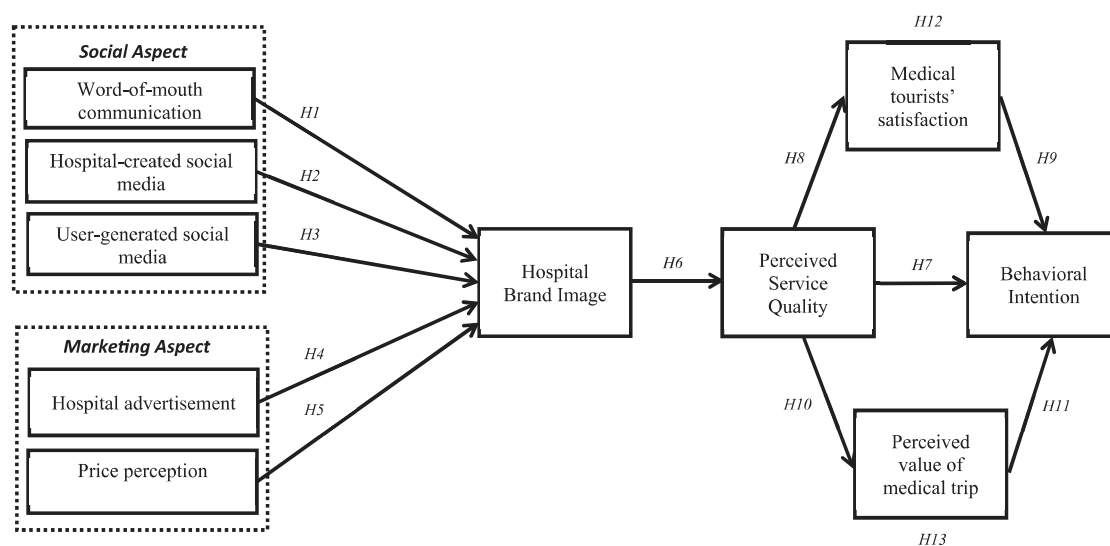 Social Aspect
Word-of-mouth
communication
Hospital-created social
media
User-generated social
media
Marketing Aspect
Hospital advertisement
Price perception
H1
H2
H3
H4
H5
Hospital
Brand Image
H6
Perceived
Service
Quality
H7
H8
H10
H12
Medical
tourists'
satisfaction
H9
Behavioral
Intention
H11
Perceived
value of
medical trip
H13